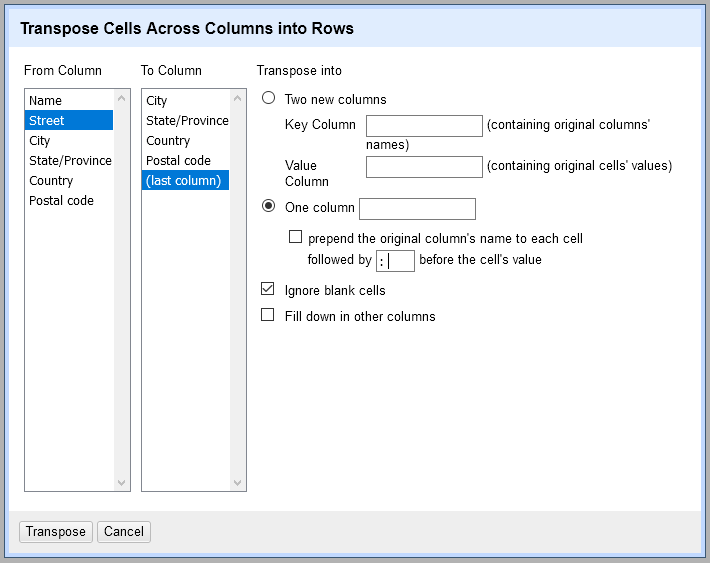 Transpose Cells Across Columns into Rows
From Column
To Column
Transpose into
Name
Street
City
State/Province
Country
Postal code
City
State/Province
Country
Postal code
(last column)
Two new columns
Key Column (containing original columns'
names)
Value (containing original cells' values)
Column
One column
prepend the original column's name to each cell
followed by : before the cell's value
Ignore blank cells
Fill down in other columns
Transpose
Cancel